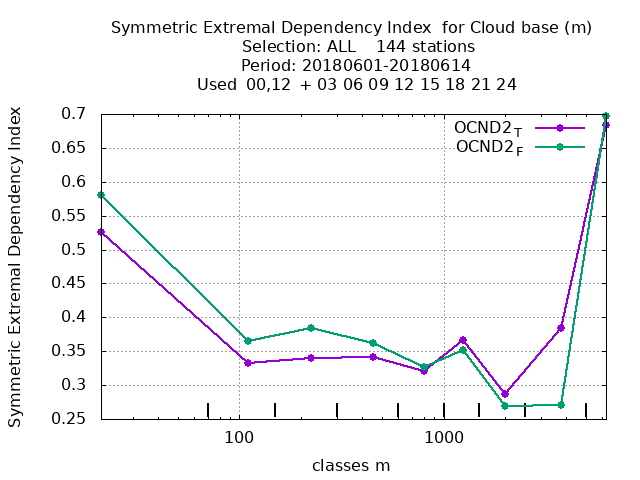 Symmetric Extremal Dependency Index  for Cloud base (m)
Selection: ALL    144 stations
Period: 20180601-20180614
Used  00,12  + 03 06 09 12 15 18 21 24
Symmetric Extremal Dependency Index
0.7
0.65
0.6
0.55
0.5
0.45
0.4
0.35
0.3
0.25
OCND2T
OCND2F
100 1000
classes m